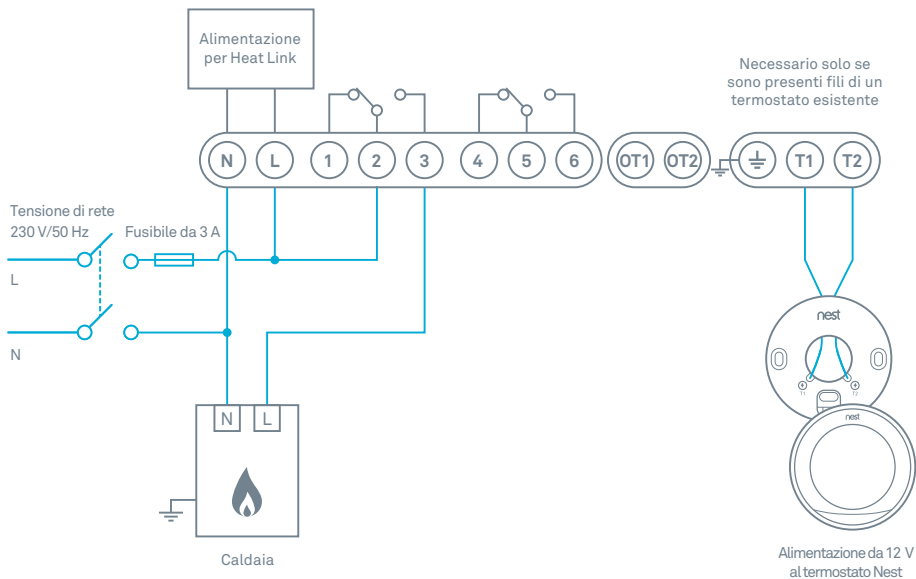 Alimentazione
per Heat Link
Necessario solo se
sono presenti fili di un
termostato esistente
N L 1 2 3 4 5 6 OT1 OT2 T1 T2
Tensione di rete
230 V/50 Hz
Fusibile da 3 A
L
N
nest
T1 T2
nest
N L
Caldaia
Alimentazione da 12 V
al termostato Nest